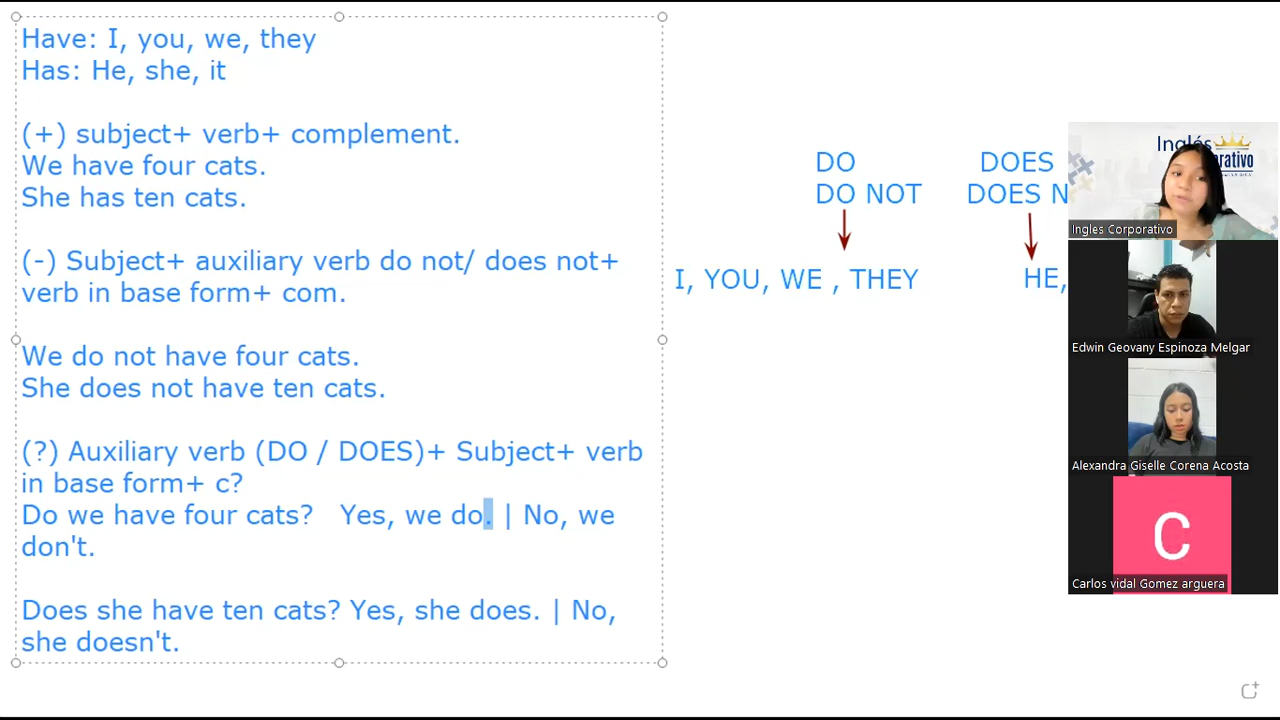 Have: I, you, we, they
Has: He, she, it
(+) subject+ verb+ complement.
We have four cats.
She has ten cats.
(-) Subject+ auxiliary verb do not/ does not+
verb in base form+ com.
We do not have four cats.
She does not have ten cats.
(?) Auxiliary verb (DO / DOES)+ Subject+ verb
in base form+ c?
Do we have four cats? Yes, we do. | No, we
don't.
Does she have ten cats? Yes, she does. | No,
she doesn't.
DO DOES
DO NOT DOES N
I, YOU, WE , THEY HE,
Inglés
Ingles Corporativo
Edwin Geovany Espinoza Melgar
Alexandra Giselle Corena Acosta
C
Carlos vidal Gomez arguera